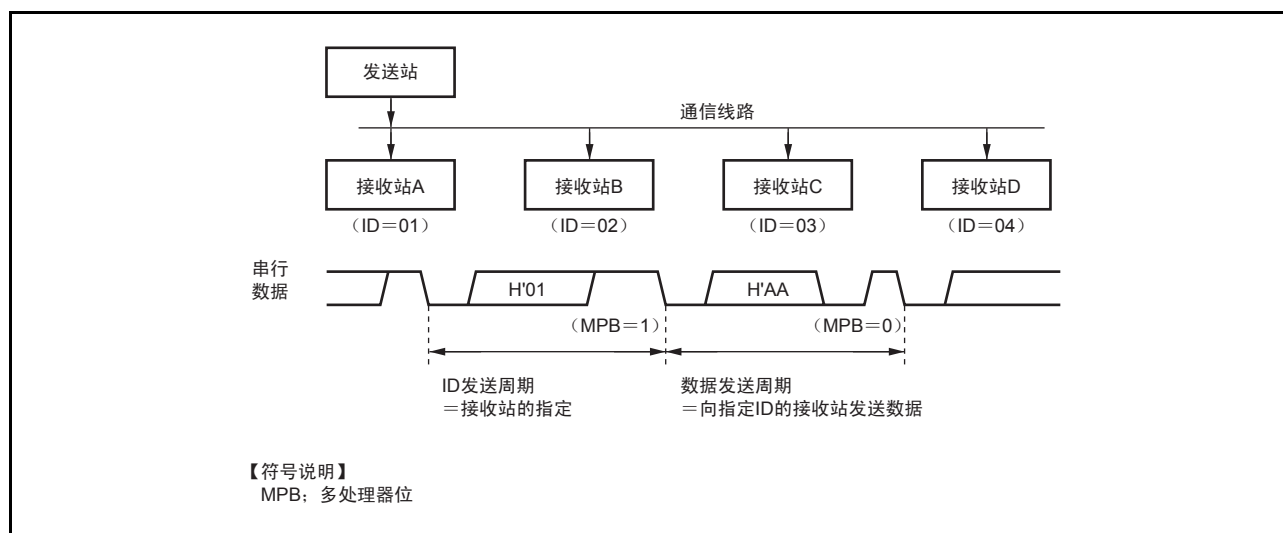 发送站
通信线路
接收站A
接收站B
接收站C
接收站D
（ID＝01）
（ID＝02）
（ID＝03）
（ID＝04）
串行
数据
H'01
H'AA
（MPB＝1）
（MPB＝0）
ID发送周期
＝接收站的指定
数据发送周期
＝向指定ID的接收站发送数据
【符号说明】
MPB；多处理器位